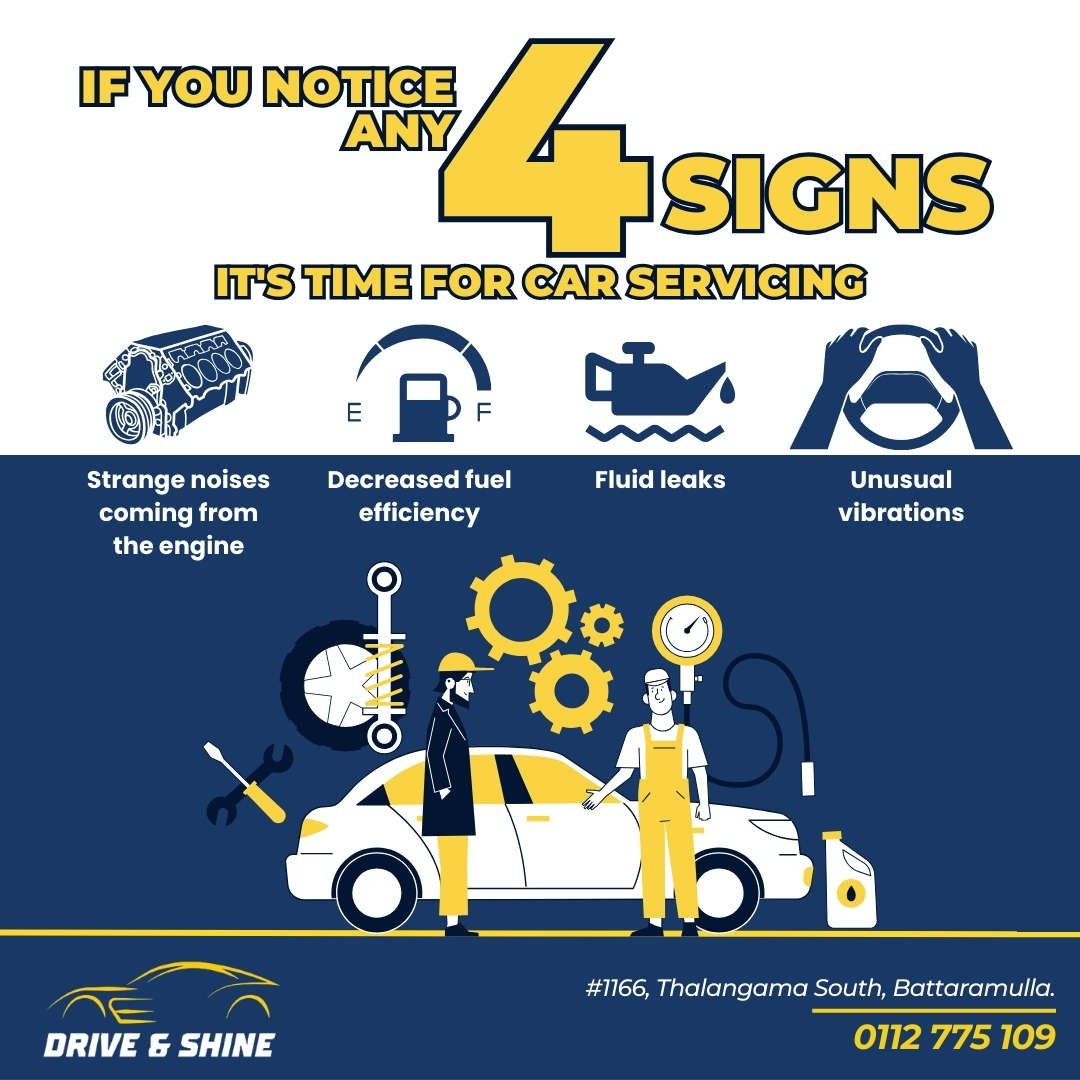 IF YOU NOTICE
ANY
4
SIGNS
IT'S TIME FOR CAR SERVICING
E
F
Strange noises
coming from
the engine
Decreased fuel
efficiency
Fluid leaks
Unusual
vibrations
DRIVE & SHINE
#1166, Thalangama South, Battaramulla.
0112 775 109